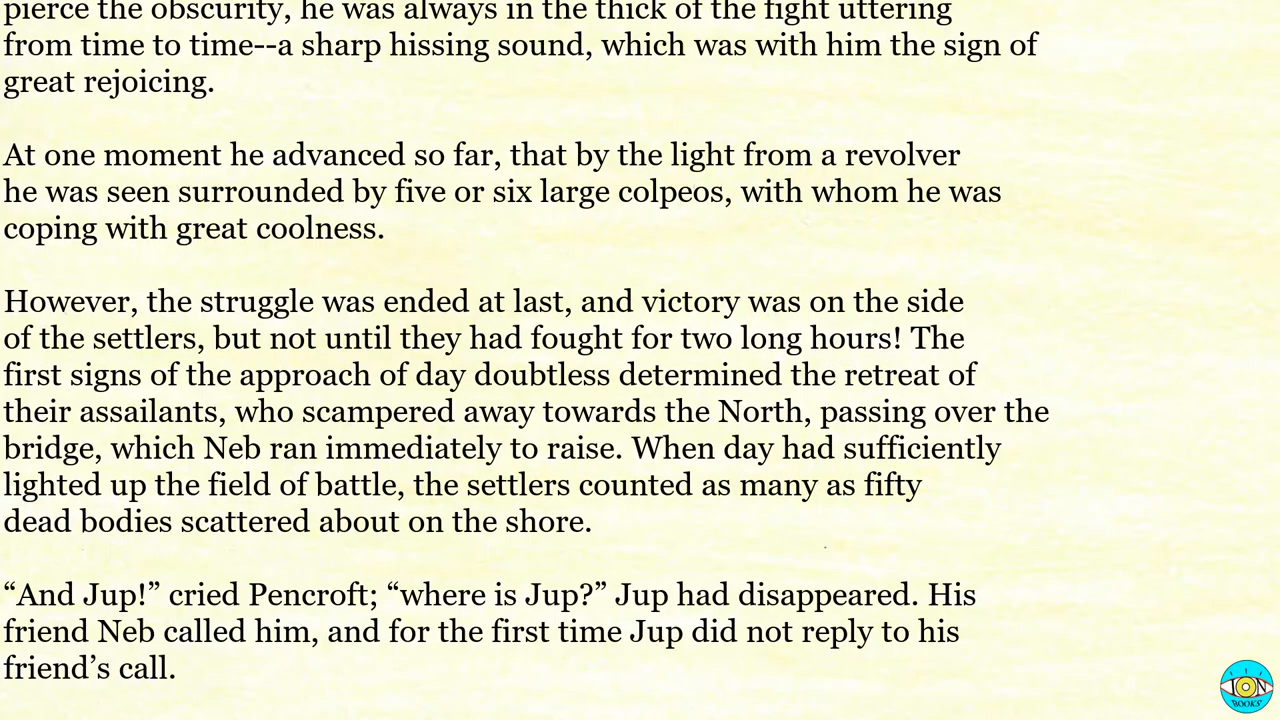 pierce the obscurity, he was always in the thick of the fight uttering
from time to time--a sharp hissing sound, which was with him the sign of
great rejoicing.
At one moment he advanced so far, that by the light from a revolver
he was seen surrounded by five or six large colpeos, with whom he was
coping with great coolness.
However, the struggle was ended at last, and victory was on the side
of the settlers, but not until they had fought for two long hours! The
first signs of the approach of day doubtless determined the retreat of
their assailants, who scampered away towards the North, passing over the
bridge, which Neb ran immediately to raise. When day had sufficiently
lighted up the field of battle, the settlers counted as many as fifty
dead bodies scattered about on the shore.
“And Jup!” cried Pencroft; “where is Jup?” Jup had disappeared. His
friend Neb called him, and for the first time Jup did not reply to his
friend’s call.
ION
BOOKS